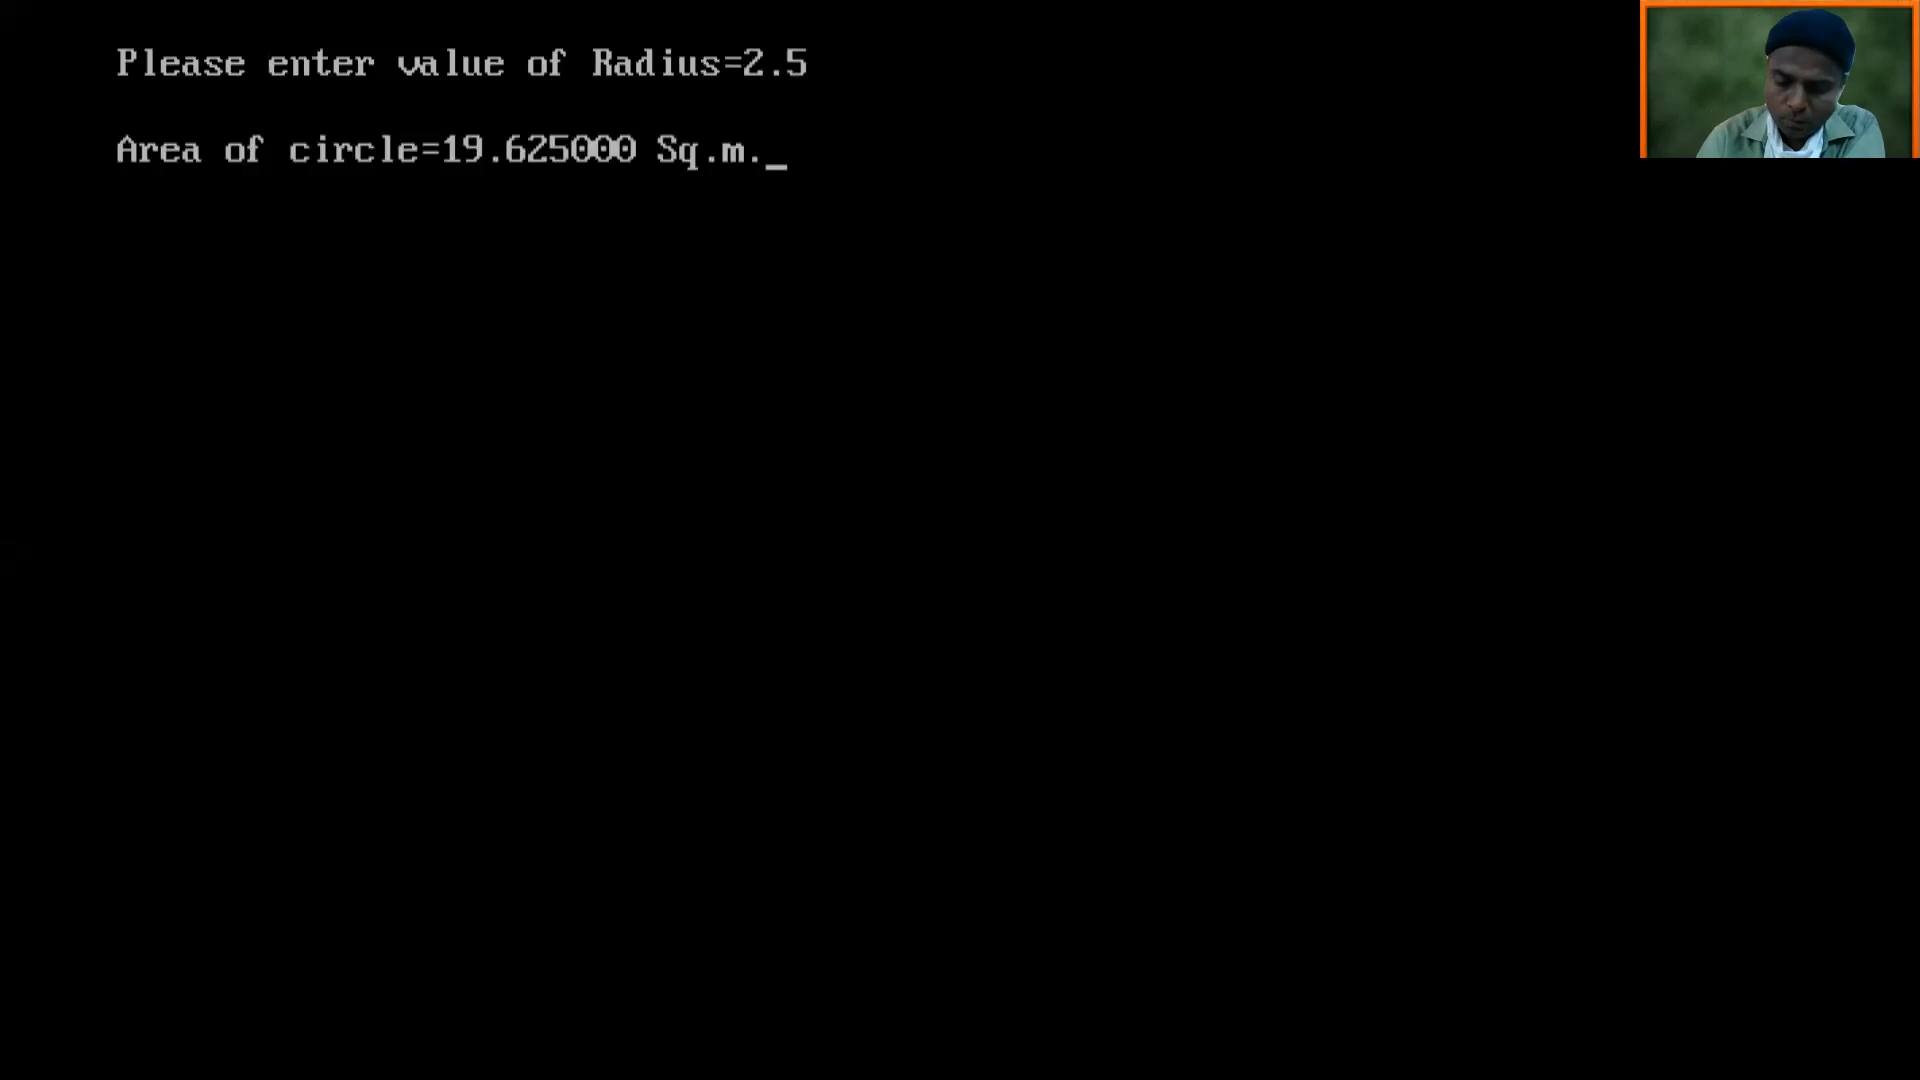 Please enter value of Radius=2.5
Area of circle=19.625000 Sq.m._